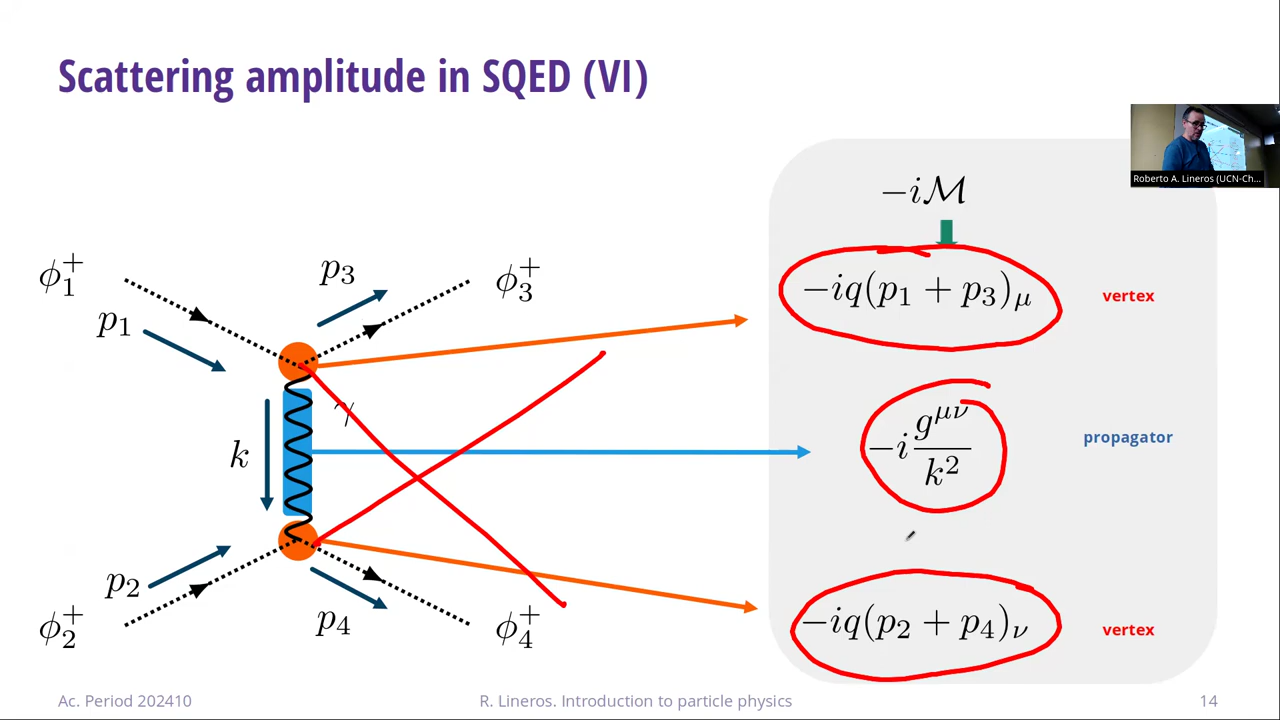 Scattering amplitude in SQED (VI)
Roberto A. Lineros (UCN-Ch...
−iℳ
ϕ₁⁺
p₁
p₃
ϕ₃⁺
−iq(p₁ + p₃)_μ
vertex
γ
k
−i g^{μν}/k²
propagator
p₂
ϕ₂⁺
p₄
ϕ₄⁺
−iq(p₂ + p₄)_ν
vertex
Ac. Period 202410
R. Lineros. Introduction to particle physics
14